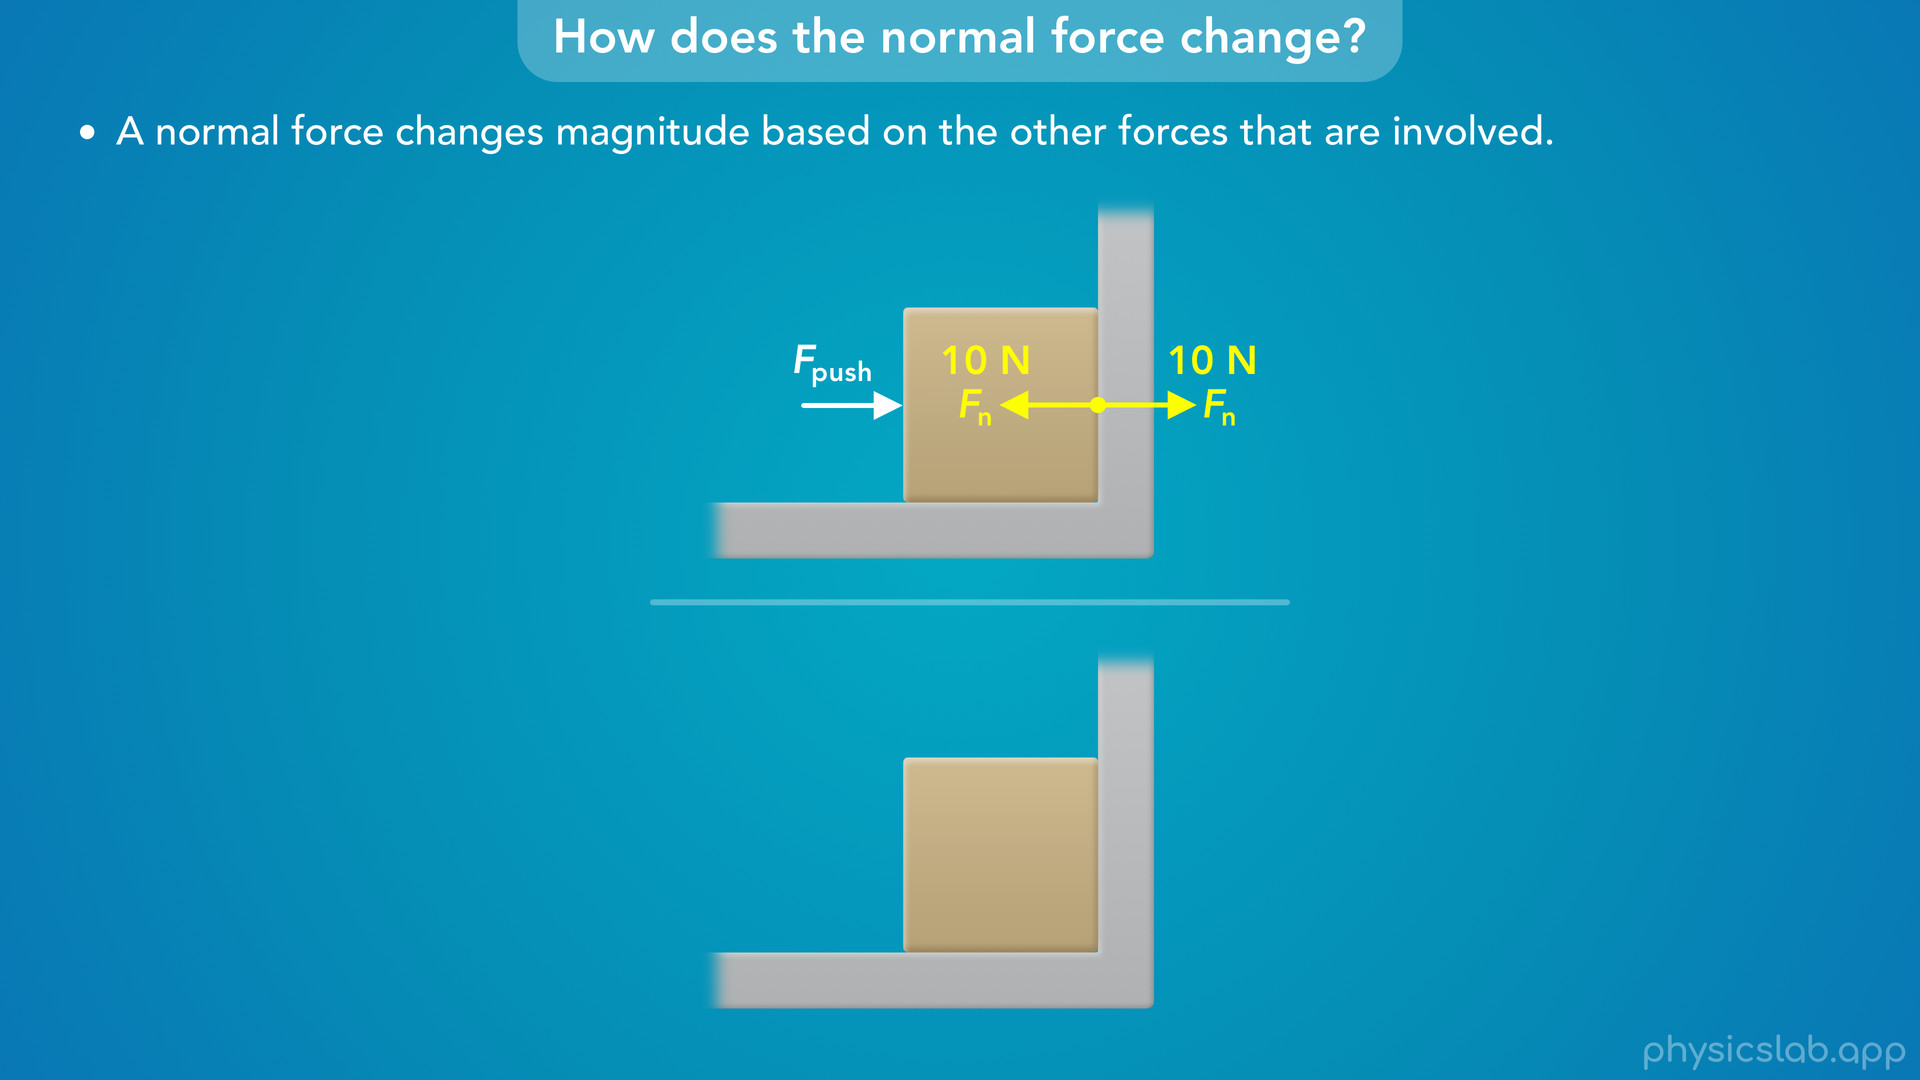 How does the normal force change?
• A normal force changes magnitude based on the other forces that are involved.
Fpush
10 N
Fn
10 N
Fn
physicslab.app